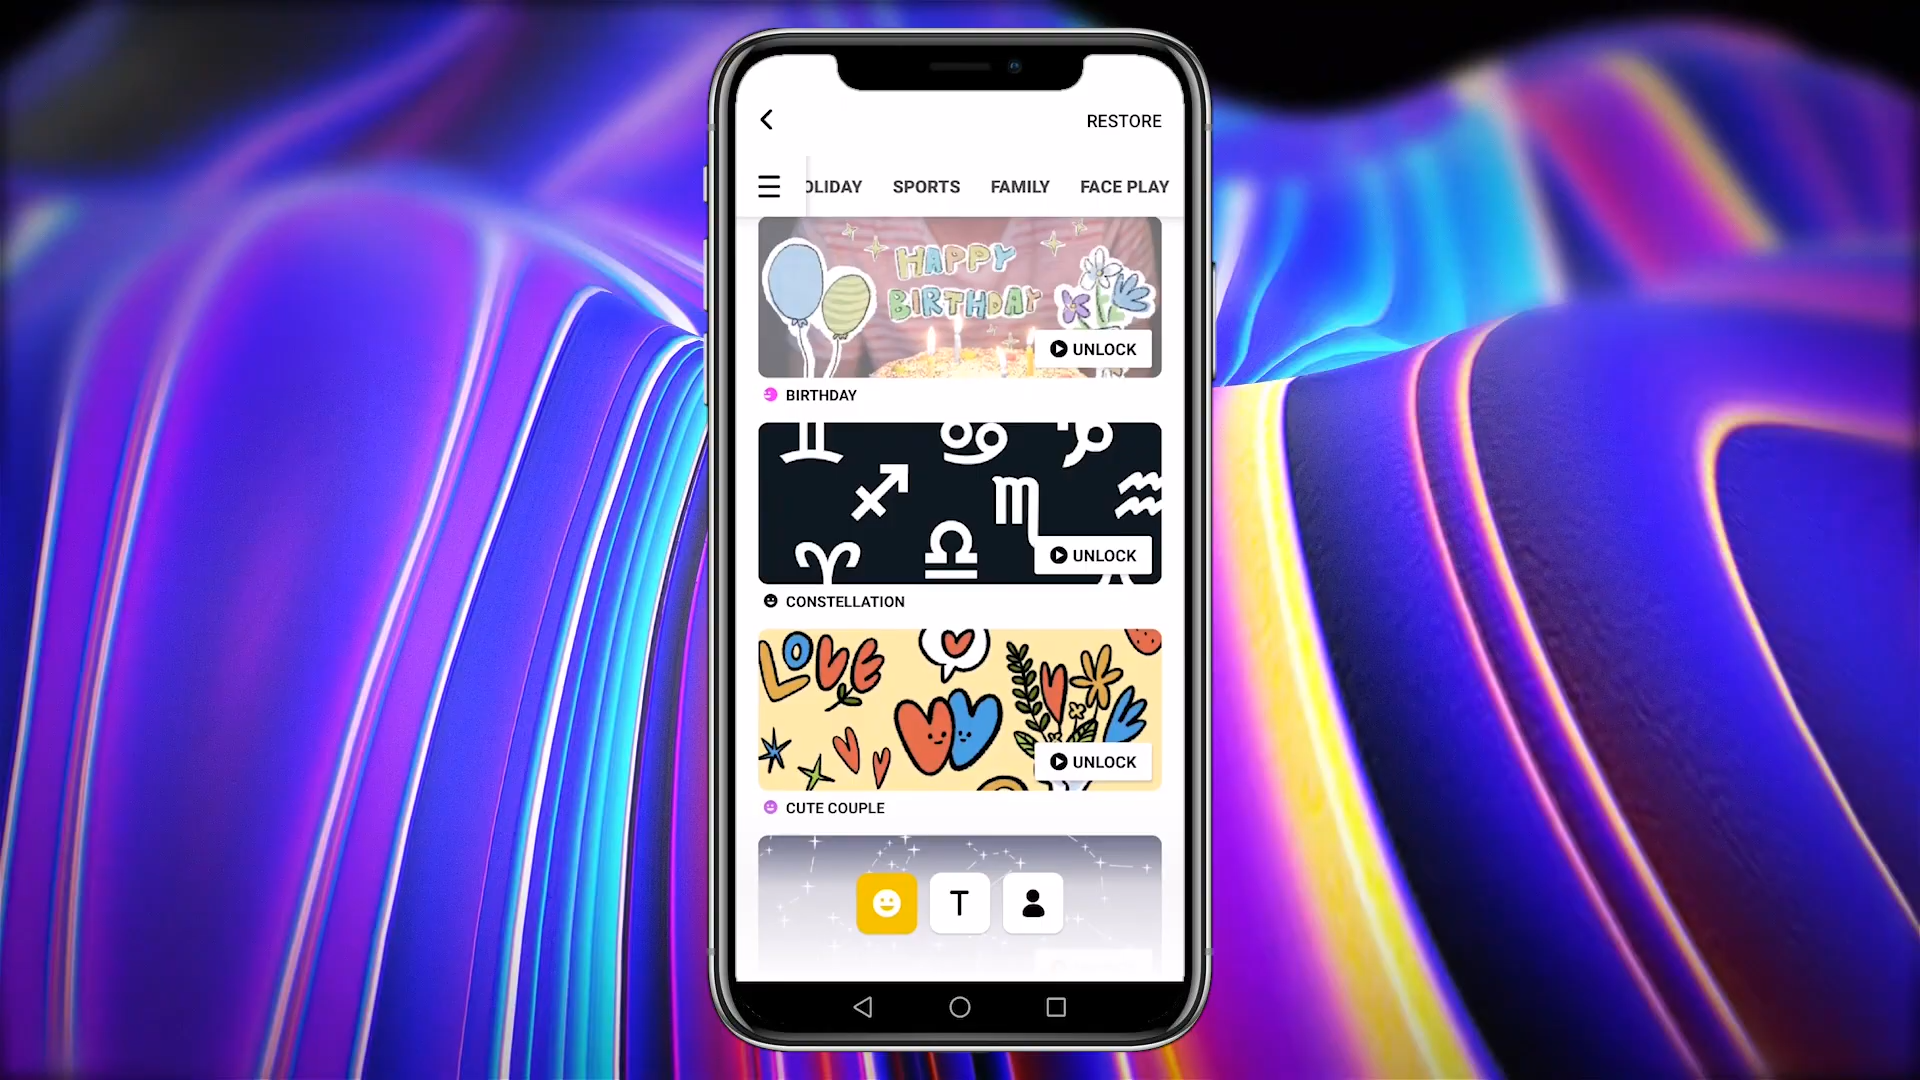 RESTORE
OLIDAY SPORTS FAMILY FACE PLAY
HAPPY
BIRTHDAY
UNLOCK
BIRTHDAY
UNLOCK
CONSTELLATION
LOVE
UNLOCK
CUTE COUPLE
T